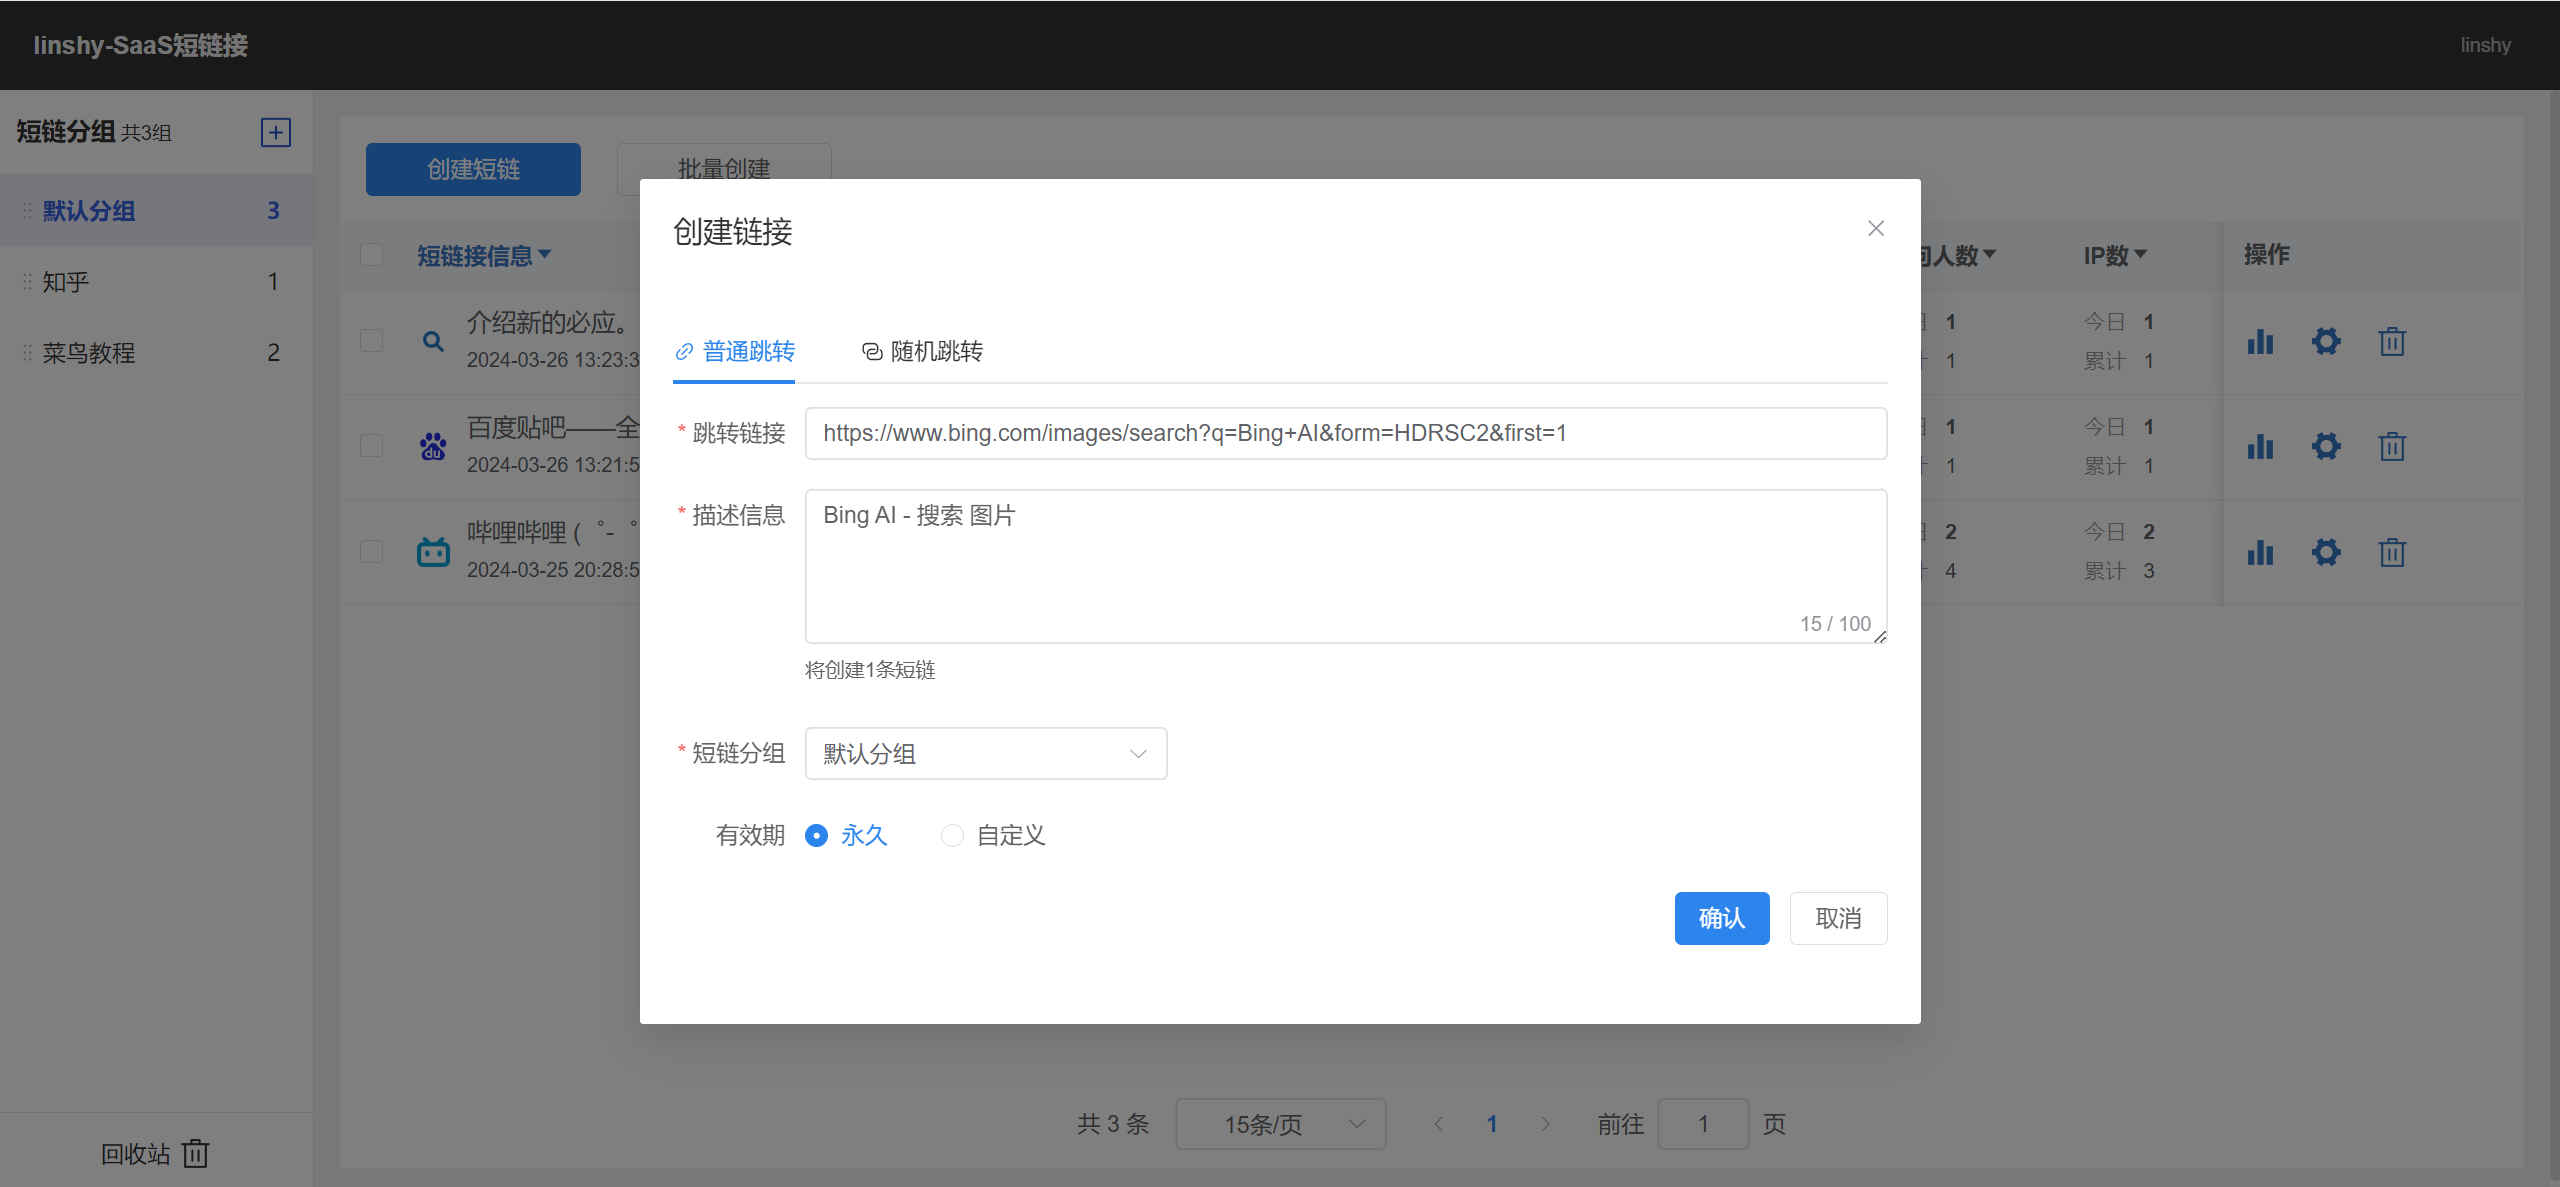 linshy-SaaS短链接
linshy
短链分组 共3组
默认分组 3
知乎 1
菜鸟教程 2
回收站
创建短链
批量创建
短链接信息
人数
IP数
操作
介绍新的必应。
2024-03-26 13:23:3
1
今日 1
1
累计 1
百度贴吧——全
2024-03-26 13:21:5
1
今日 1
1
累计 1
哔哩哔哩 (゜-゜
2024-03-25 20:28:5
2
今日 2
4
累计 3
创建链接
普通跳转
随机跳转
* 跳转链接
https://www.bing.com/images/search?q=Bing+AI&form=HDRSC2&first=1
* 描述信息
Bing AI - 搜索 图片
15 / 100
将创建1条短链
* 短链分组
默认分组
有效期
永久
自定义
确认
取消
共 3 条
15条/页
1
前往 1 页